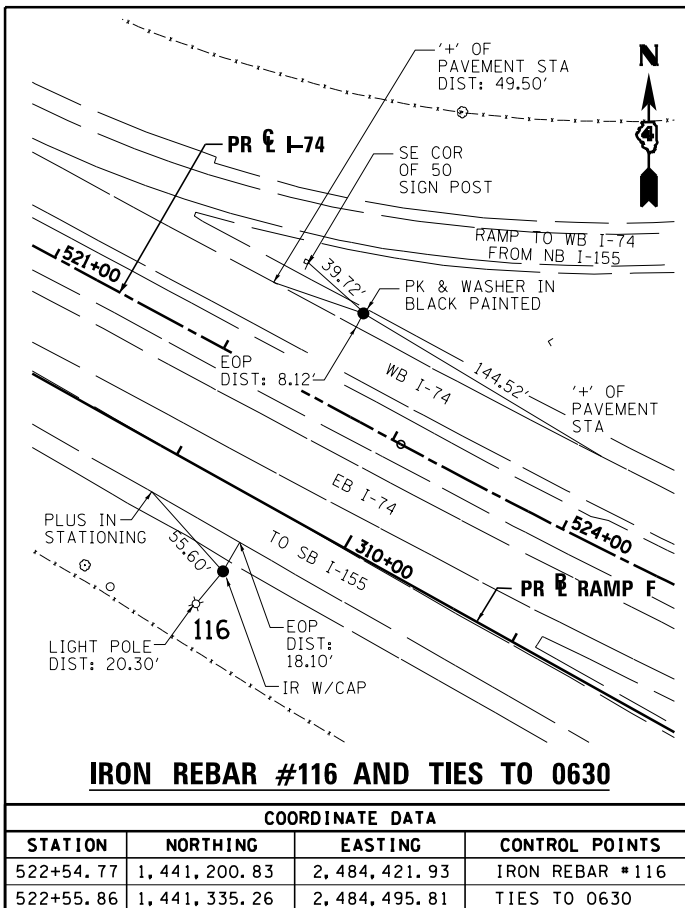 '+' OF
PAVEMENT STA
DIST: 49.50'
N
4
PR ℄ I-74
SE COR
OF 50
SIGN POST
RAMP TO WB I-74
FROM NB I-155
521+00
39.72'
PK & WASHER IN
BLACK PAINTED
EOP
DIST: 8.12'
WB I-74
144.52'
'+' OF
PAVEMENT
STA
EB I-74
524+00
PLUS IN
STATIONING
55.60'
TO SB I-155
310+00
PR BL RAMP F
116
LIGHT POLE
DIST: 20.30'
EOP
DIST:
18.10'
IR W/CAP
IRON REBAR #116 AND TIES TO 0630
COORDINATE DATA
STATION NORTHING EASTING CONTROL POINTS
522+54.77 1,441,200.83 2,484,421.93 IRON REBAR #116
522+55.86 1,441,335.26 2,484,495.81 TIES TO 0630